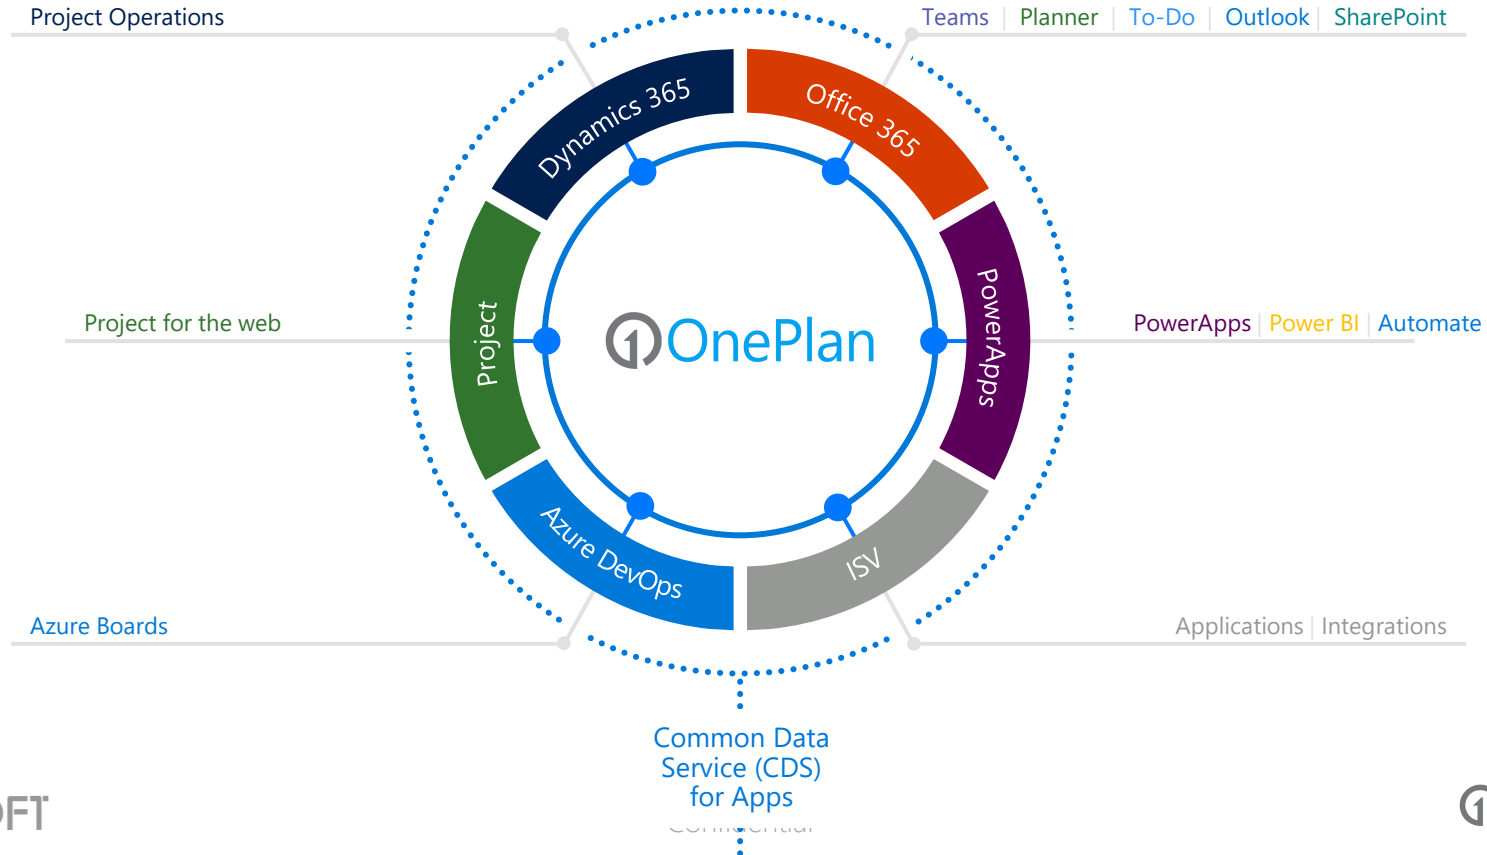 Project Operations
Teams | Planner | To-Do | Outlook | SharePoint
Dynamics 365
Office 365
Project for the web
Project
OnePlan
PowerApps
PowerApps | Power BI | Automate
Azure DevOps
ISV
Azure Boards
Applications | Integrations
Common Data
Service (CDS)
for Apps
Confidential